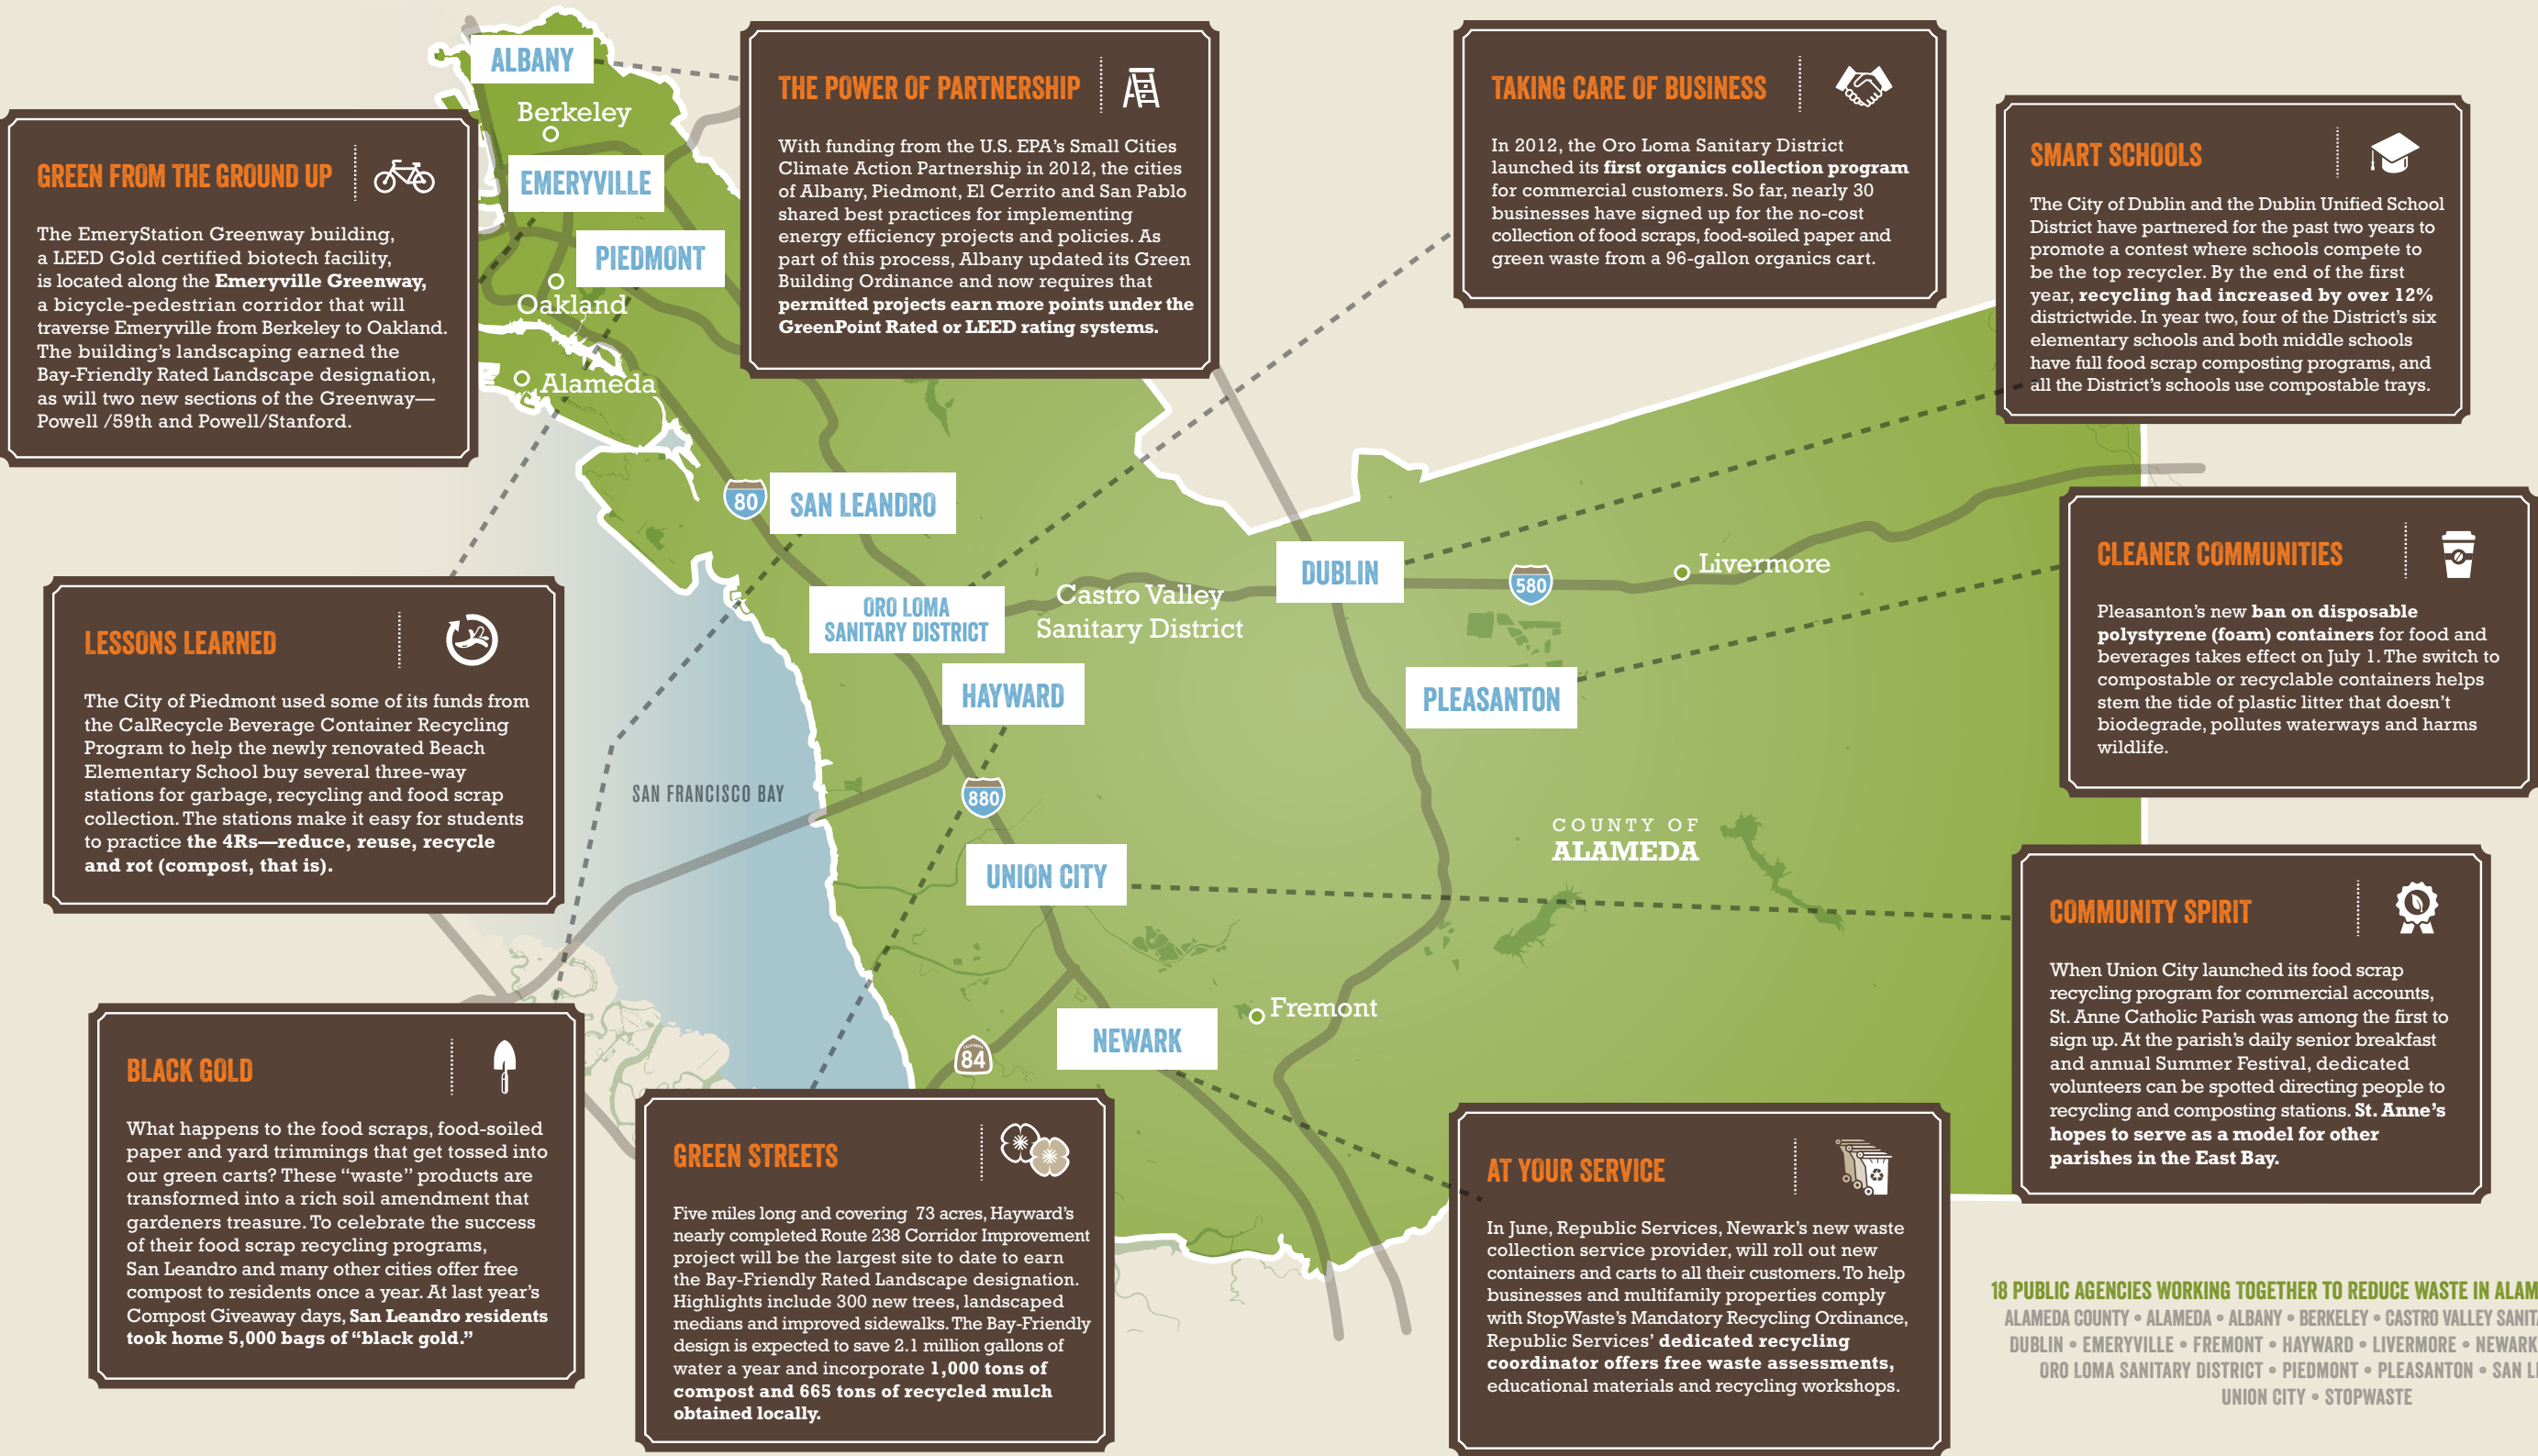 ALBANY
Berkeley
EMERYVILLE
PIEDMONT
Oakland
Alameda
80
SAN LEANDRO
ORO LOMA
SANITARY DISTRICT
Castro Valley
Sanitary District
HAYWARD
DUBLIN
580
Livermore
PLEASANTON
SAN FRANCISCO BAY
880
UNION CITY
COUNTY OF
ALAMEDA
NEWARK
Fremont
84
GREEN FROM THE GROUND UP
The EmeryStation Greenway building,
a LEED Gold certified biotech facility,
is located along the Emeryville Greenway,
a bicycle-pedestrian corridor that will
traverse Emeryville from Berkeley to Oakland.
The building's landscaping earned the
Bay-Friendly Rated Landscape designation,
as will two new sections of the Greenway—
Powell /59th and Powell/Stanford.
THE POWER OF PARTNERSHIP
With funding from the U.S. EPA's Small Cities
Climate Action Partnership in 2012, the cities
of Albany, Piedmont, El Cerrito and San Pablo
shared best practices for implementing
energy efficiency projects and policies. As
part of this process, Albany updated its Green
Building Ordinance and now requires that
permitted projects earn more points under the
GreenPoint Rated or LEED rating systems.
TAKING CARE OF BUSINESS
In 2012, the Oro Loma Sanitary District
launched its first organics collection program
for commercial customers. So far, nearly 30
businesses have signed up for the no-cost
collection of food scraps, food-soiled paper and
green waste from a 96-gallon organics cart.
SMART SCHOOLS
The City of Dublin and the Dublin Unified School
District have partnered for the past two years to
promote a contest where schools compete to
be the top recycler. By the end of the first
year, recycling had increased by over 12%
districtwide. In year two, four of the District's six
elementary schools and both middle schools
have full food scrap composting programs, and
all the District's schools use compostable trays.
CLEANER COMMUNITIES
Pleasanton's new ban on disposable
polystyrene (foam) containers for food and
beverages takes effect on July 1. The switch to
compostable or recyclable containers helps
stem the tide of plastic litter that doesn't
biodegrade, pollutes waterways and harms
wildlife.
LESSONS LEARNED
The City of Piedmont used some of its funds from
the CalRecycle Beverage Container Recycling
Program to help the newly renovated Beach
Elementary School buy several three-way
stations for garbage, recycling and food scrap
collection. The stations make it easy for students
to practice the 4Rs—reduce, reuse, recycle
and rot (compost, that is).
COMMUNITY SPIRIT
When Union City launched its food scrap
recycling program for commercial accounts,
St. Anne Catholic Parish was among the first to
sign up. At the parish's daily senior breakfast
and annual Summer Festival, dedicated
volunteers can be spotted directing people to
recycling and composting stations. St. Anne's
hopes to serve as a model for other
parishes in the East Bay.
BLACK GOLD
What happens to the food scraps, food-soiled
paper and yard trimmings that get tossed into
our green carts? These "waste" products are
transformed into a rich soil amendment that
gardeners treasure. To celebrate the success
of their food scrap recycling programs,
San Leandro and many other cities offer free
compost to residents once a year. At last year's
Compost Giveaway days, San Leandro residents
took home 5,000 bags of "black gold."
GREEN STREETS
Five miles long and covering 73 acres, Hayward's
nearly completed Route 238 Corridor Improvement
project will be the largest site to date to earn
the Bay-Friendly Rated Landscape designation.
Highlights include 300 new trees, landscaped
medians and improved sidewalks. The Bay-Friendly
design is expected to save 2.1 million gallons of
water a year and incorporate 1,000 tons of
compost and 665 tons of recycled mulch
obtained locally.
AT YOUR SERVICE
In June, Republic Services, Newark's new waste
collection service provider, will roll out new
containers and carts to all their customers. To help
businesses and multifamily properties comply
with StopWaste's Mandatory Recycling Ordinance,
Republic Services' dedicated recycling
coordinator offers free waste assessments,
educational materials and recycling workshops.
18 PUBLIC AGENCIES WORKING TOGETHER TO REDUCE WASTE IN ALAM
ALAMEDA COUNTY • ALAMEDA • ALBANY • BERKELEY • CASTRO VALLEY SANIT
DUBLIN • EMERYVILLE • FREMONT • HAYWARD • LIVERMORE • NEWARK
ORO LOMA SANITARY DISTRICT • PIEDMONT • PLEASANTON • SAN L
UNION CITY • STOPWASTE